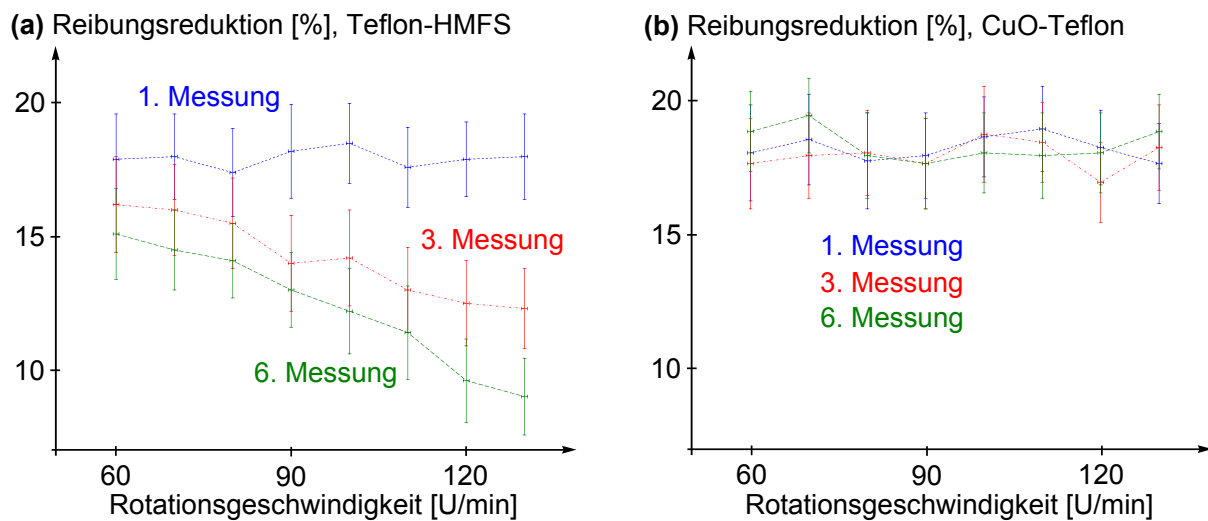 (a) Reibungsreduktion [%], Teflon-HMFS
20
15
10
1. Messung
3. Messung
6. Messung
60 90 120
Rotationsgeschwindigkeit [U/min]
(b) Reibungsreduktion [%], CuO-Teflon
20
15
10
1. Messung
3. Messung
6. Messung
60 90 120
Rotationsgeschwindigkeit [U/min]